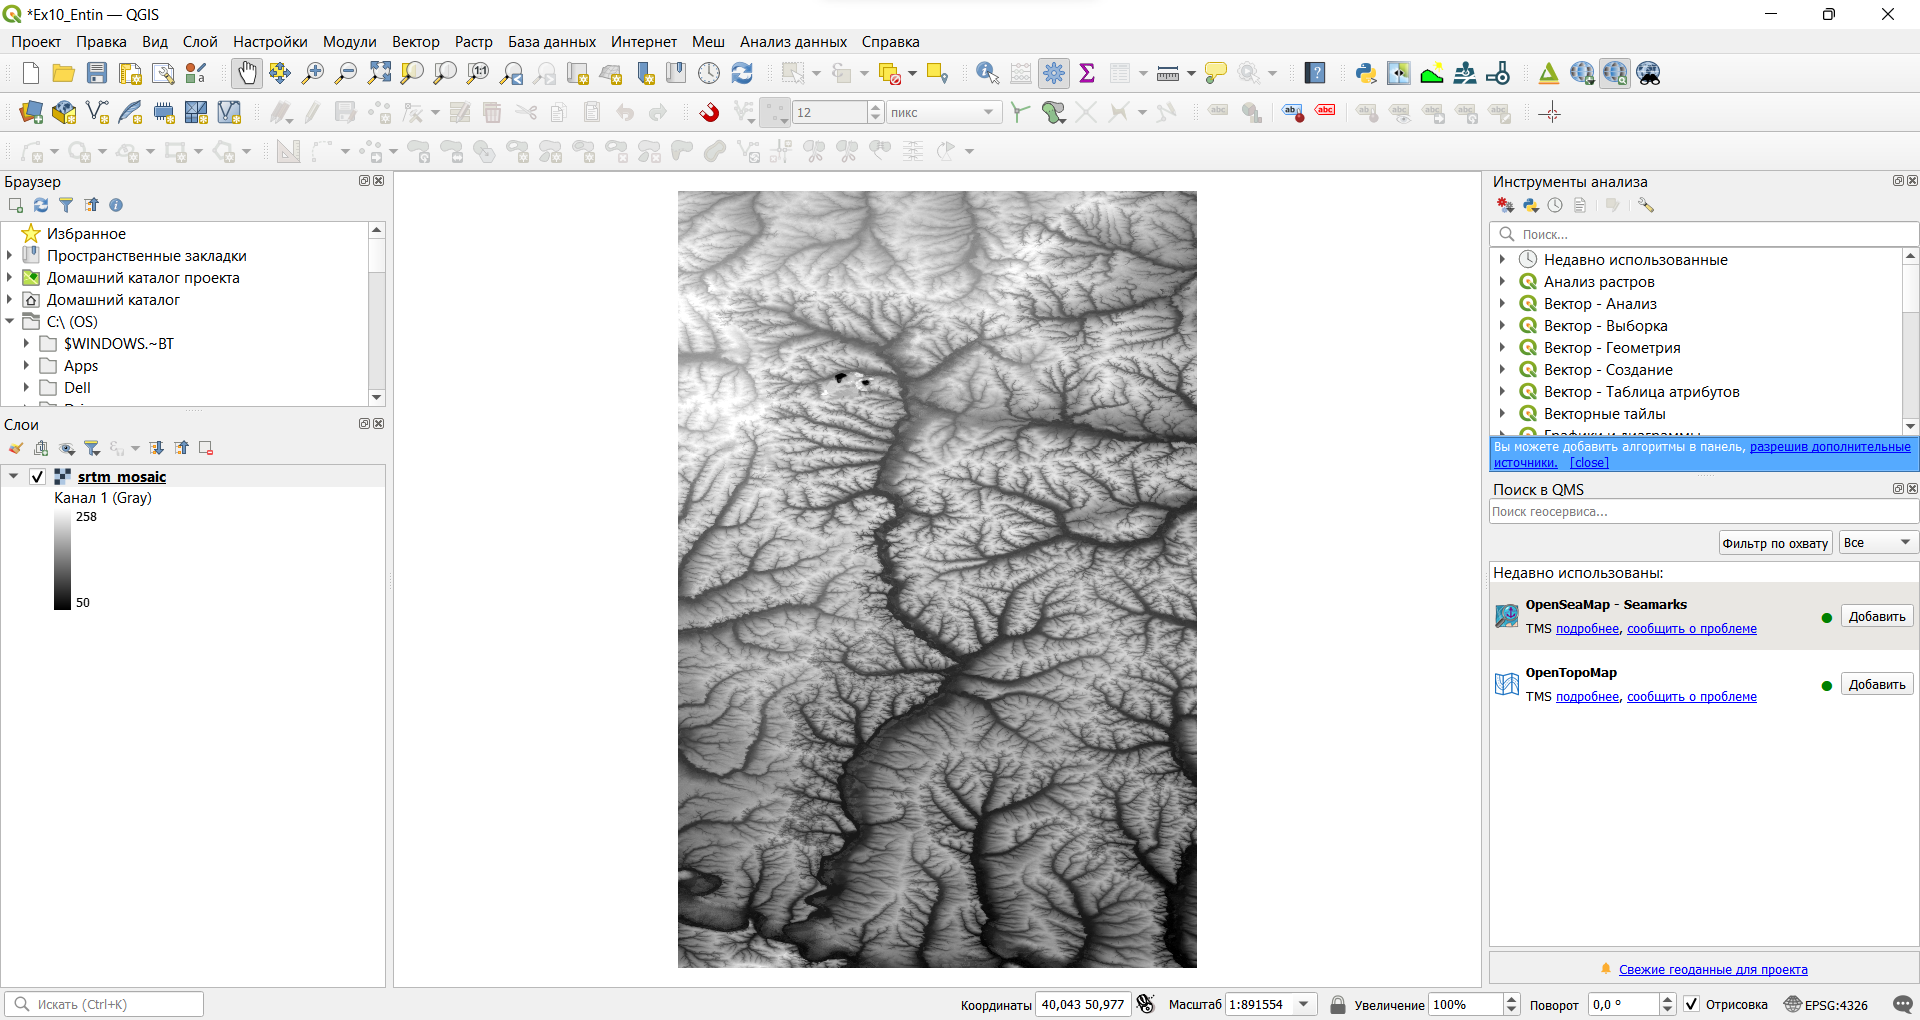 *Ex10_Entin — QGIS
Проект Правка Вид Слой Настройки Модули Вектор Растр База данных Интернет Меш Анализ данных Справка
12 пикс
Браузер
Избранное
Пространственные закладки
Домашний каталог проекта
Домашний каталог
C:\ (OS)
$WINDOWS.~BT
Apps
Dell
Слои
srtm_mosaic
Канал 1 (Gray)
258
50
Инструменты анализа
Поиск...
Недавно использованные
Анализ растров
Вектор - Анализ
Вектор - Выборка
Вектор - Геометрия
Вектор - Создание
Вектор - Таблица атрибутов
Векторные тайлы
Графики и диаграммы
Вы можете добавить алгоритмы в панель, разрешив дополнительные
источники. [close]
Поиск в QMS
Поиск геосервиса...
Фильтр по охвату Все
Недавно использованы:
OpenSeaMap - Seamarks
TMS подробнее, сообщить о проблеме
Добавить
OpenTopoMap
TMS подробнее, сообщить о проблеме
Добавить
Свежие геоданные для проекта
Искать (Ctrl+K) Координаты 40,043 50,977 Масштаб 1:891554 Увеличение 100% Поворот 0,0 ° Отрисовка EPSG:4326